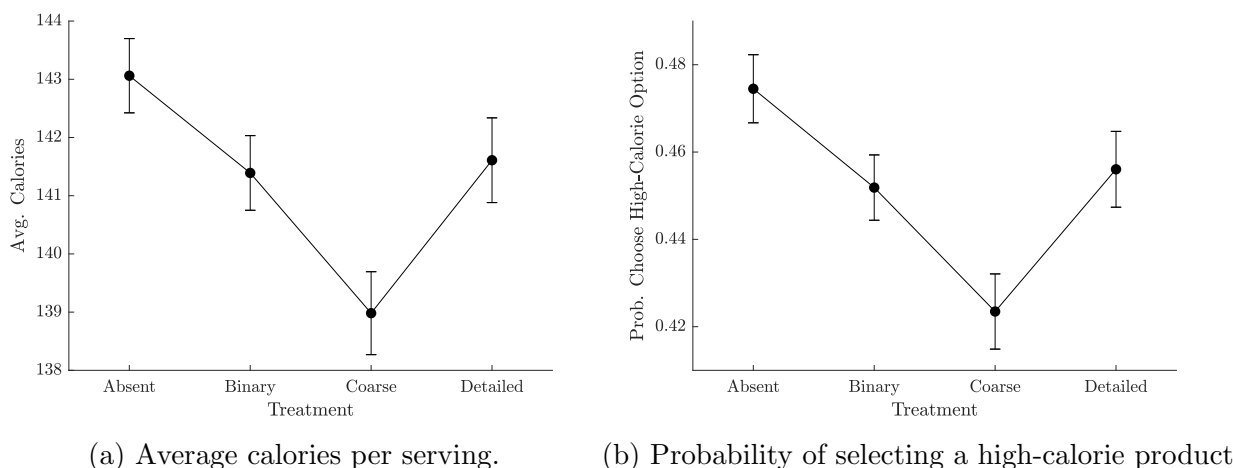 144
143
142
141
140
139
138
Avg. Calories
Absent Binary Coarse Detailed
Treatment
(a) Average calories per serving.
0.48
0.46
0.44
0.42
Prob. Choose High-Calorie Option
Absent Binary Coarse Detailed
Treatment
(b) Probability of selecting a high-calorie product